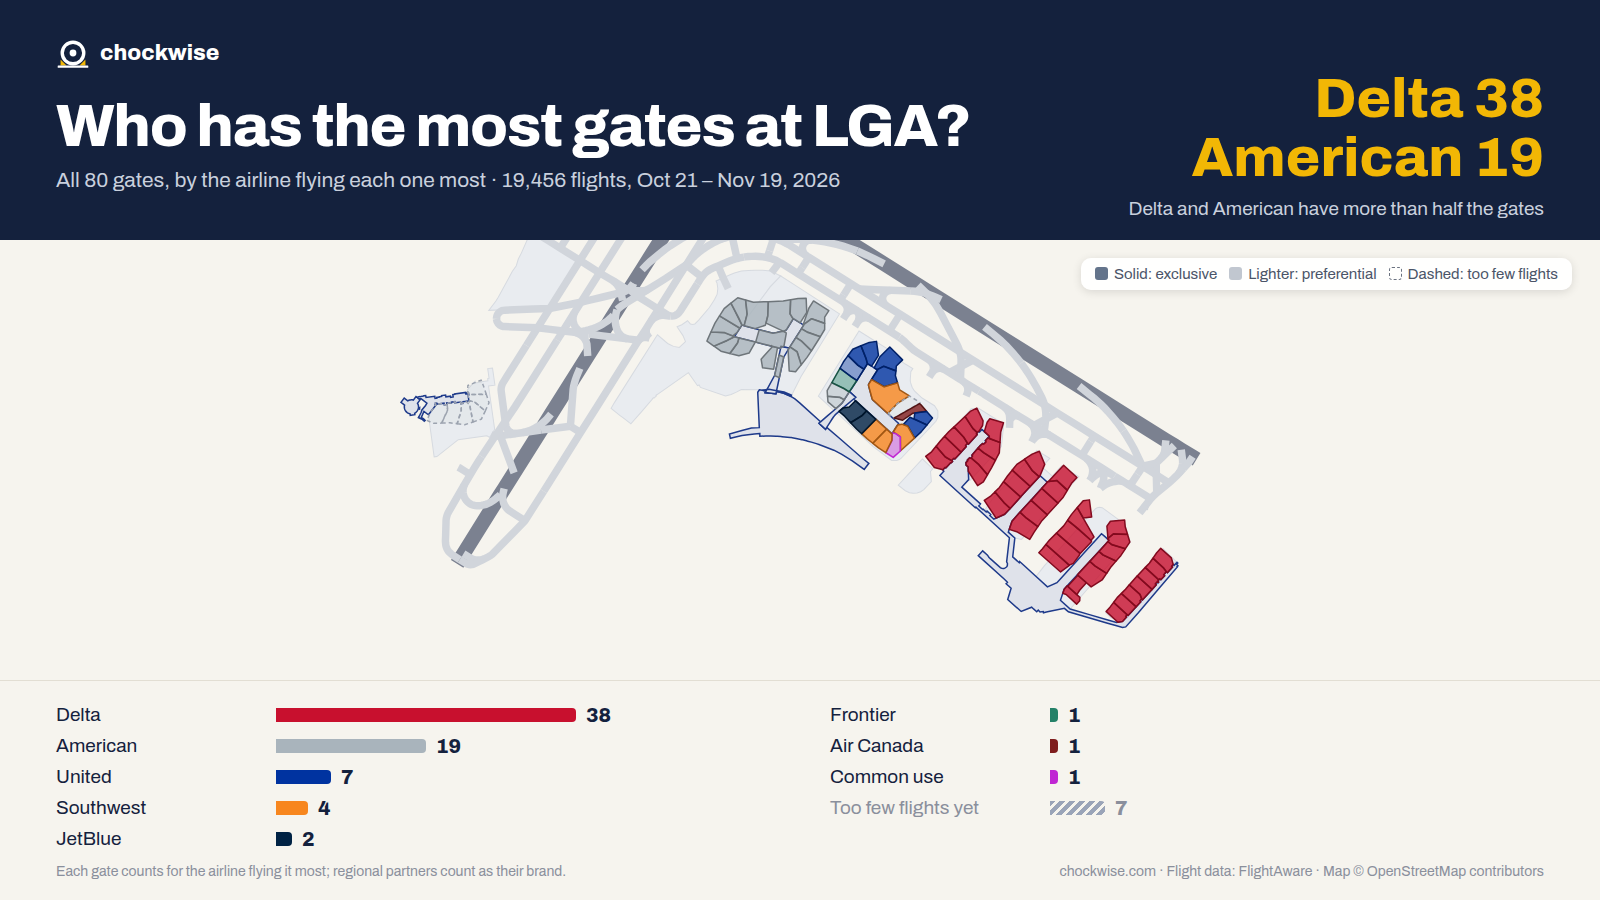 chockwise
Who has the most gates at LGA?
All 80 gates, by the airline flying each one most · 19,456 flights, Oct 21 – Nov 19, 2026
Delta 38
American 19
Delta and American have more than half the gates
Solid: exclusive
Lighter: preferential
Dashed: too few flights
Delta 38
American 19
United 7
Southwest 4
JetBlue 2
Frontier 1
Air Canada 1
Common use 1
Too few flights yet 7
Each gate counts for the airline flying it most; regional partners count as their brand.
chockwise.com · Flight data: FlightAware · Map © OpenStreetMap contributors